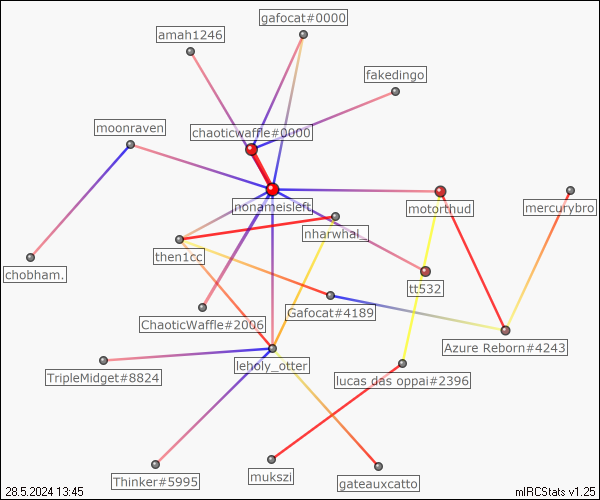 gafocat#0000
amah1246
fakedingo
moonraven
chaoticwaffle#0000
nonameisleft
motorthud
mercurybro
nharwhal_
then1cc
chobham.
tt532
Gafocat#4189
ChaoticWaffle#2006
Azure Reborn#4243
leholy_otter
TripleMidget#8824
lucas das oppai#2396
Thinker#5995
mukszi
gateauxcatto
28.5.2024 13:45
mIRCStats v1.25